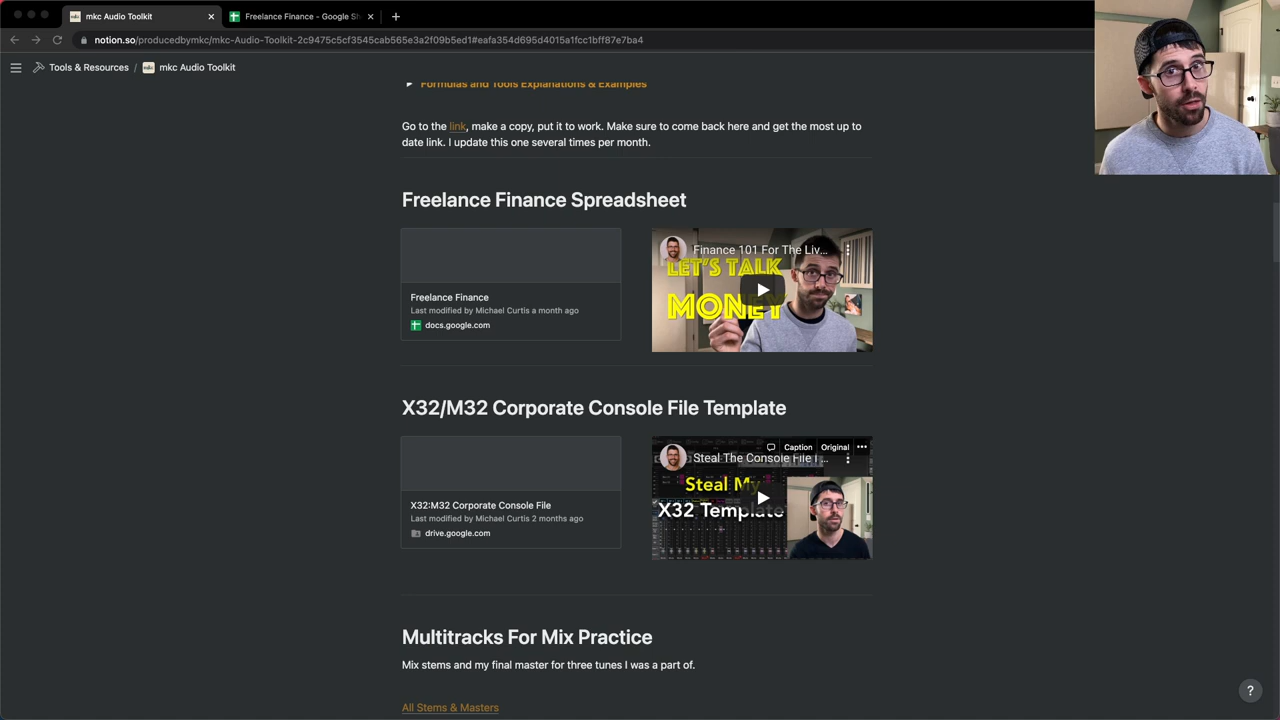 mkc Audio Toolkit
Freelance Finance - Google Sh
notion.so/producedbymkc/mkc-Audio-Toolkit-2c9475c5cf3545cab565e3a2f09b5ed1#eafa354d695d4015a1fcc1bff87e7ba4
Tools & Resources / mkc Audio Toolkit
Formulas and Tools Explanations & Examples
Go to the link, make a copy, put it to work. Make sure to come back here and get the most up to
date link. I update this one several times per month.
Freelance Finance Spreadsheet
Freelance Finance
Last modified by Michael Curtis a month ago
docs.google.com
Finance 101 For The Liv...
LET'S TALK
MONEY
X32/M32 Corporate Console File Template
X32:M32 Corporate Console File
Last modified by Michael Curtis 2 months ago
drive.google.com
Caption Original
Steal The Console File I ...
Steal My
X32 Template
Multitracks For Mix Practice
Mix stems and my final master for three tunes I was a part of.
All Stems & Masters
?